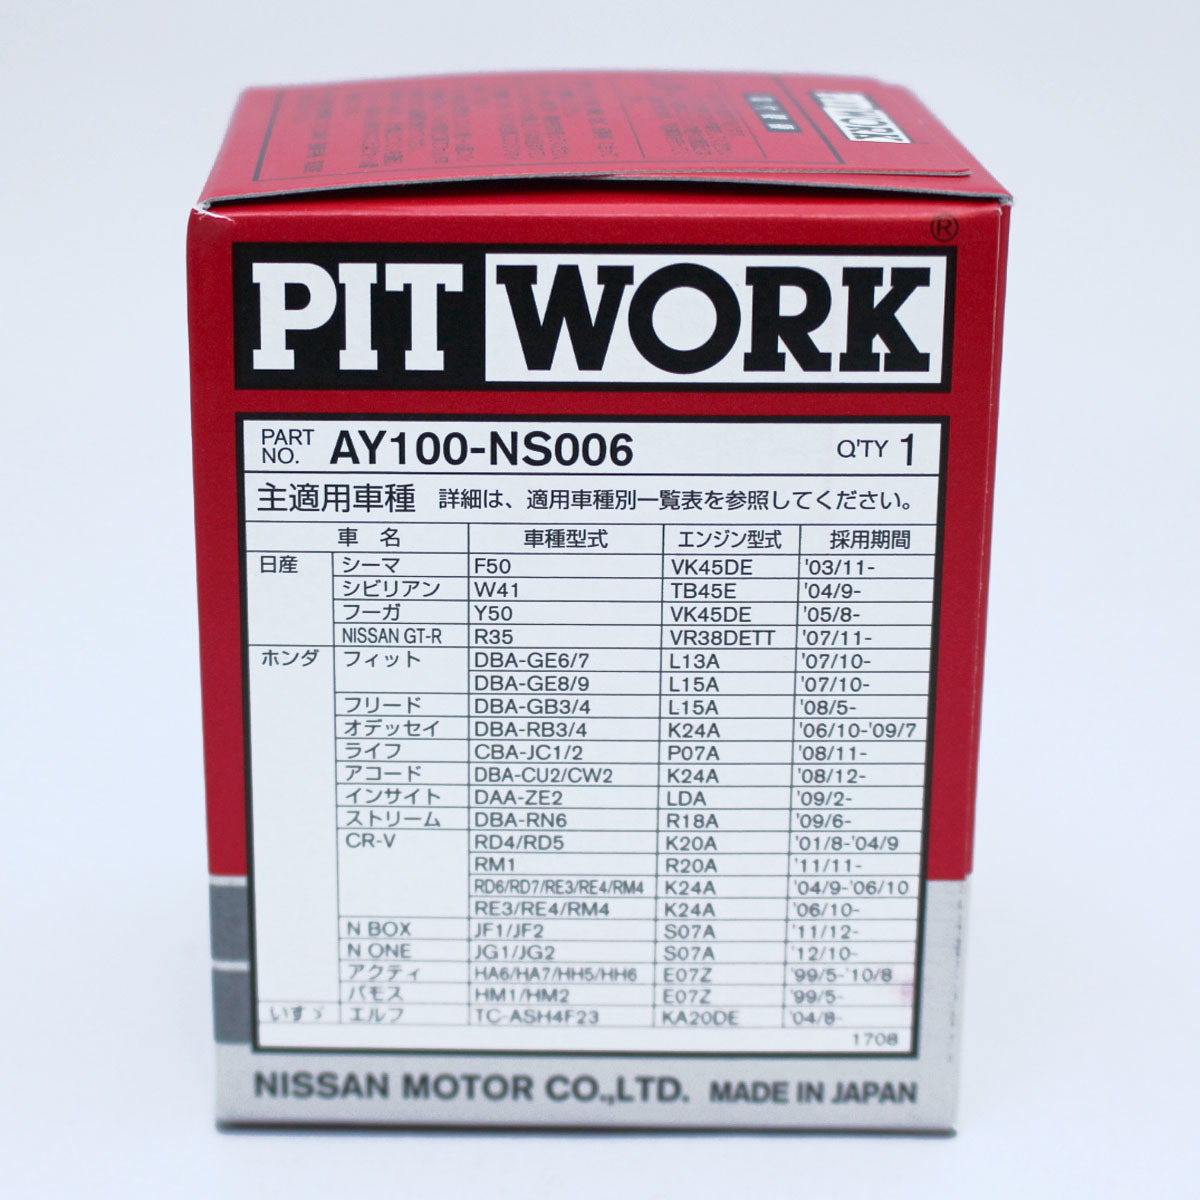 PIT WORK
®
PIT WORK
PART NO. AY100-NS006 Q'TY 1
主適用車種 詳細は、適用車種別一覧表を参照してください。
車 名 車種型式 エンジン型式 採用期間
日産 シーマ F50 VK45DE '03/11-
シビリアン W41 TB45E '04/9-
フーガ Y50 VK45DE '05/8-
NISSAN GT-R R35 VR38DETT '07/11-
ホンダ フィット DBA-GE6/7 L13A '07/10-
DBA-GE8/9 L15A '07/10-
フリード DBA-GB3/4 L15A '08/5-
オデッセイ DBA-RB3/4 K24A '06/10-'09/7
ライフ CBA-JC1/2 P07A '08/11-
アコード DBA-CU2/CW2 K24A '08/12-
インサイト DAA-ZE2 LDA '09/2-
ストリーム DBA-RN6 R18A '09/6-
CR-V RD4/RD5 K20A '01/8-'04/9
RM1 R20A '11/11-
RD6/RD7/RE3/RE4/RM4 K24A '04/9-'06/10
RE3/RE4/RM4 K24A '06/10-
N BOX JF1/JF2 S07A '11/12-
N ONE JG1/JG2 S07A '12/10-
アクティ HA6/HA7/HH5/HH6 E07Z '99/5-'10/8
バモス HM1/HM2 E07Z '99/5-
いすゞ エルフ TC-ASH4F23 KA20DE '04/8-
1708
NISSAN MOTOR CO.,LTD. MADE IN JAPAN